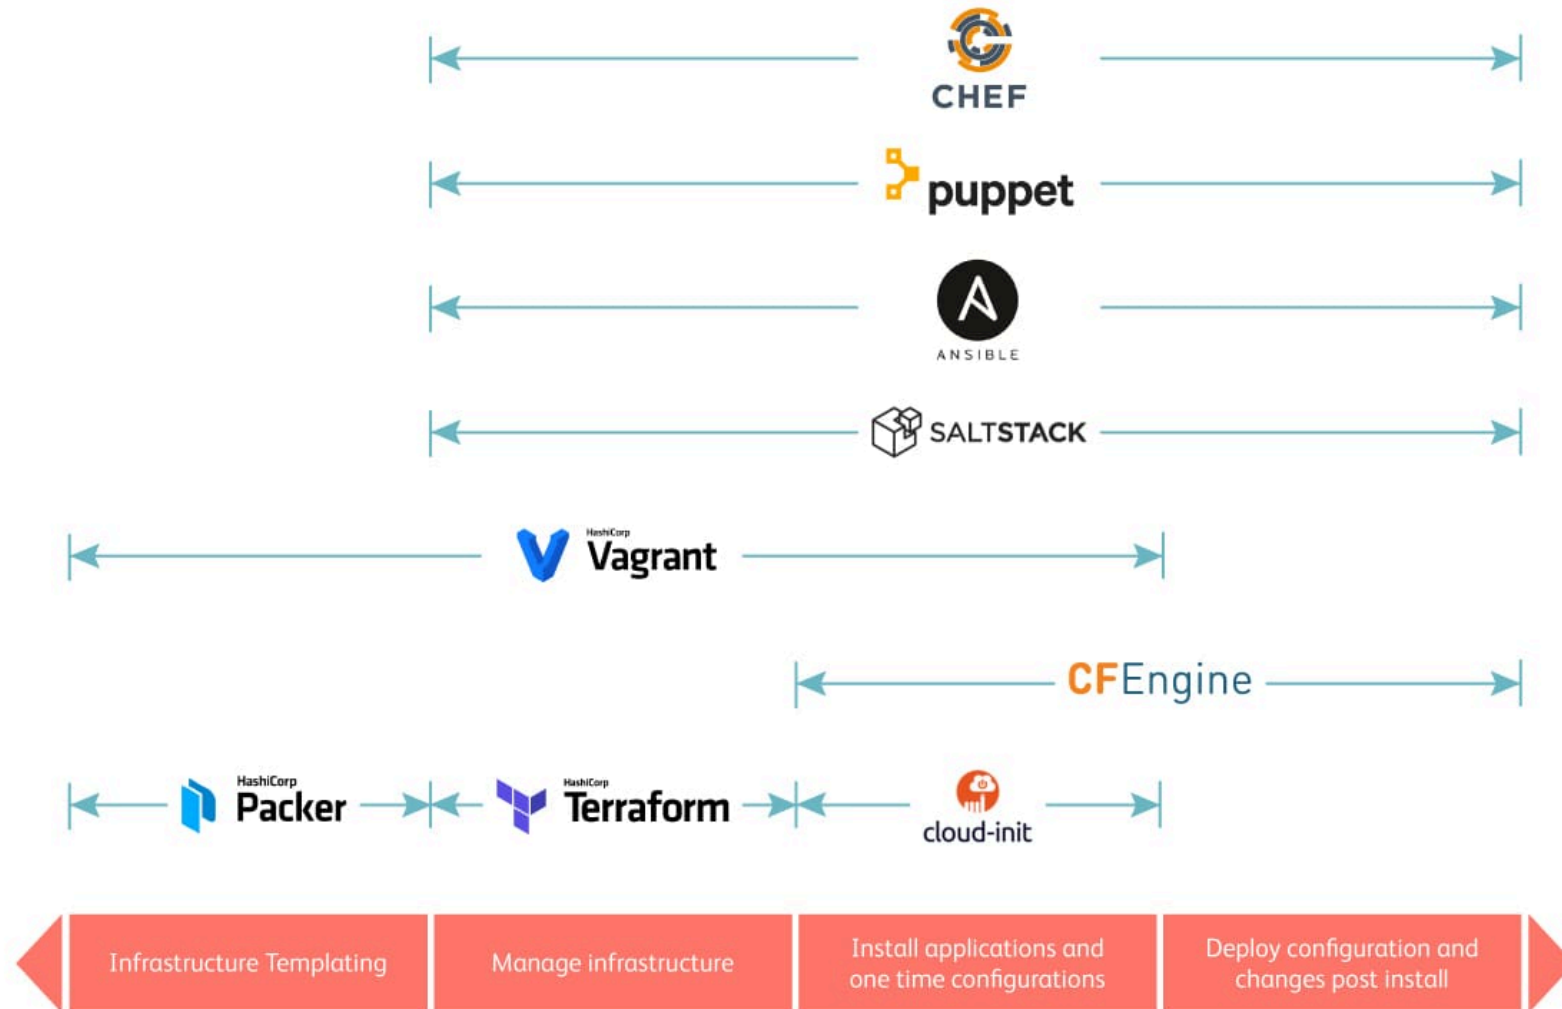 CHEF
puppet
ANSIBLE
SALTSTACK
HashiCorp
Vagrant
CFEngine
HashiCorp
Packer
HashiCorp
Terraform
cloud-init
Infrastructure Templating
Manage infrastructure
Install applications and
one time configurations
Deploy configuration and
changes post install